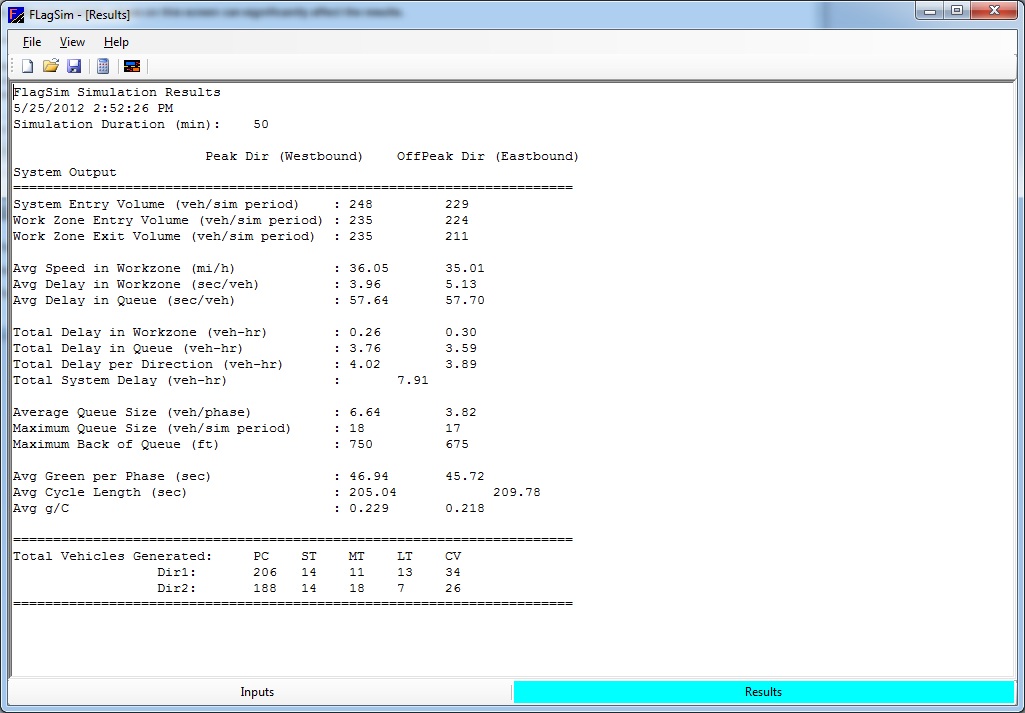 on this screen can significantly affect the results.
FLagSim - [Results]
File View Help
FlagSim Simulation Results
5/25/2012 2:52:26 PM
Simulation Duration (min): 50
Peak Dir (Westbound) OffPeak Dir (Eastbound)
System Output
======================================================================
System Entry Volume (veh/sim period) : 248 229
Work Zone Entry Volume (veh/sim period) : 235 224
Work Zone Exit Volume (veh/sim period) : 235 211
Avg Speed in Workzone (mi/h) : 36.05 35.01
Avg Delay in Workzone (sec/veh) : 3.96 5.13
Avg Delay in Queue (sec/veh) : 57.64 57.70
Total Delay in Workzone (veh-hr) : 0.26 0.30
Total Delay in Queue (veh-hr) : 3.76 3.59
Total Delay per Direction (veh-hr) : 4.02 3.89
Total System Delay (veh-hr) : 7.91
Average Queue Size (veh/phase) : 6.64 3.82
Maximum Queue Size (veh/sim period) : 18 17
Maximum Back of Queue (ft) : 750 675
Avg Green per Phase (sec) : 46.94 45.72
Avg Cycle Length (sec) : 205.04 209.78
Avg g/C : 0.229 0.218
======================================================================
Total Vehicles Generated: PC ST MT LT CV
Dir1: 206 14 11 13 34
Dir2: 188 14 18 7 26
======================================================================
Inputs Results